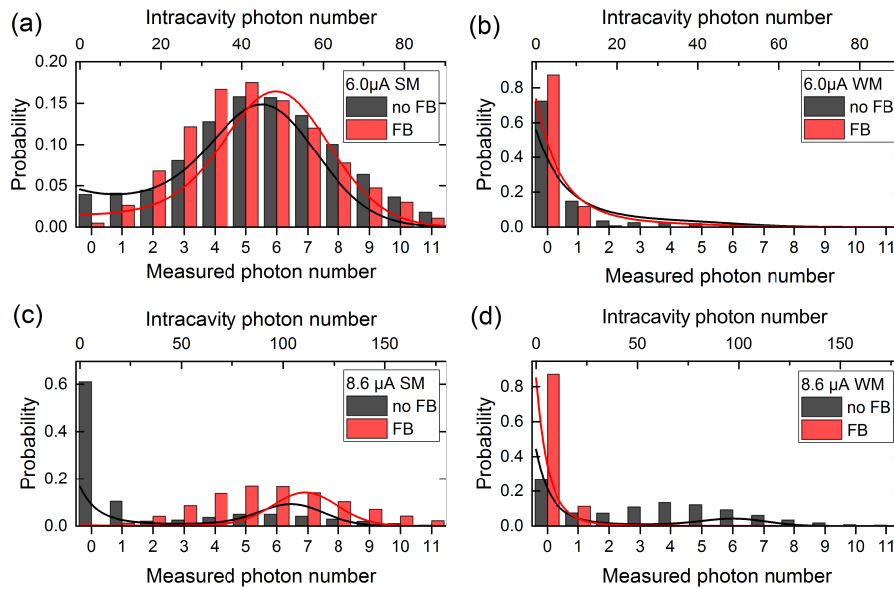 (a)
Intracavity photon number
0 20 40 60 80
0.20
0.15
0.10
0.05
0.00
Probability
6.0µA SM
no FB
FB
0 1 2 3 4 5 6 7 8 9 10 11
Measured photon number
(b)
Intracavity photon number
0 20 40 60 80
0.8
0.6
0.4
0.2
0.0
Probability
6.0µA WM
no FB
FB
0 1 2 3 4 5 6 7 8 9 10 11
Measured photon number
(c)
Intracavity photon number
0 50 100 150
0.6
0.4
0.2
0.0
Probability
8.6 µA SM
no FB
FB
0 1 2 3 4 5 6 7 8 9 10 11
Measured photon number
(d)
Intracavity photon number
0 50 100 150
0.8
0.6
0.4
0.2
0.0
Probability
8.6 µA WM
no FB
FB
0 1 2 3 4 5 6 7 8 9 10 11
Measured photon number